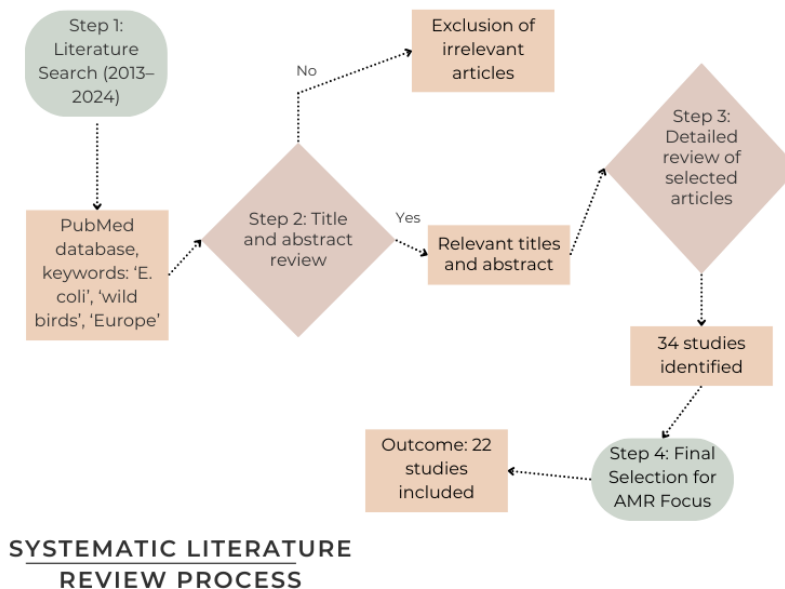 Step 1:
Literature
Search (2013–
2024)
PubMed
database,
keywords: ‘E.
coli’, ‘wild
birds’, ‘Europe’
Step 2: Title
and abstract
review
No
Exclusion of
irrelevant
articles
Yes
Relevant titles
and abstract
Step 3:
Detailed
review of
selected
articles
34 studies
identified
Step 4: Final
Selection for
AMR Focus
Outcome: 22
studies
included
SYSTEMATIC LITERATURE
REVIEW PROCESS